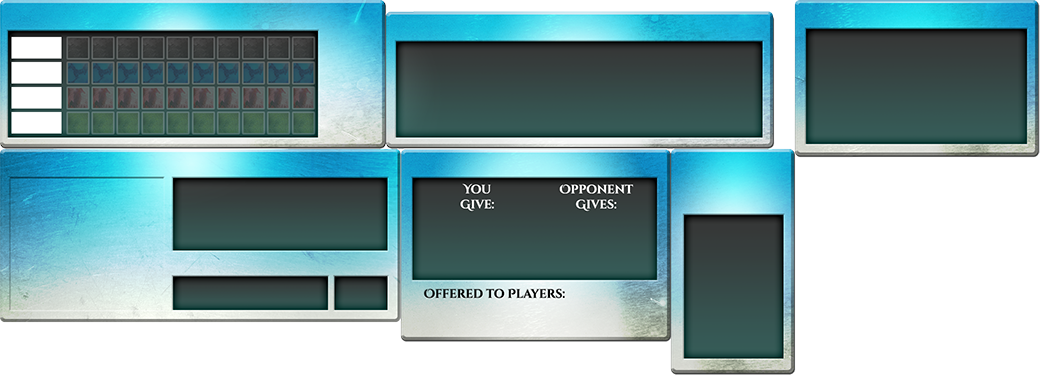 YOU
GIVE:
OPPONENT
GIVES:
OFFERED TO PLAYERS: